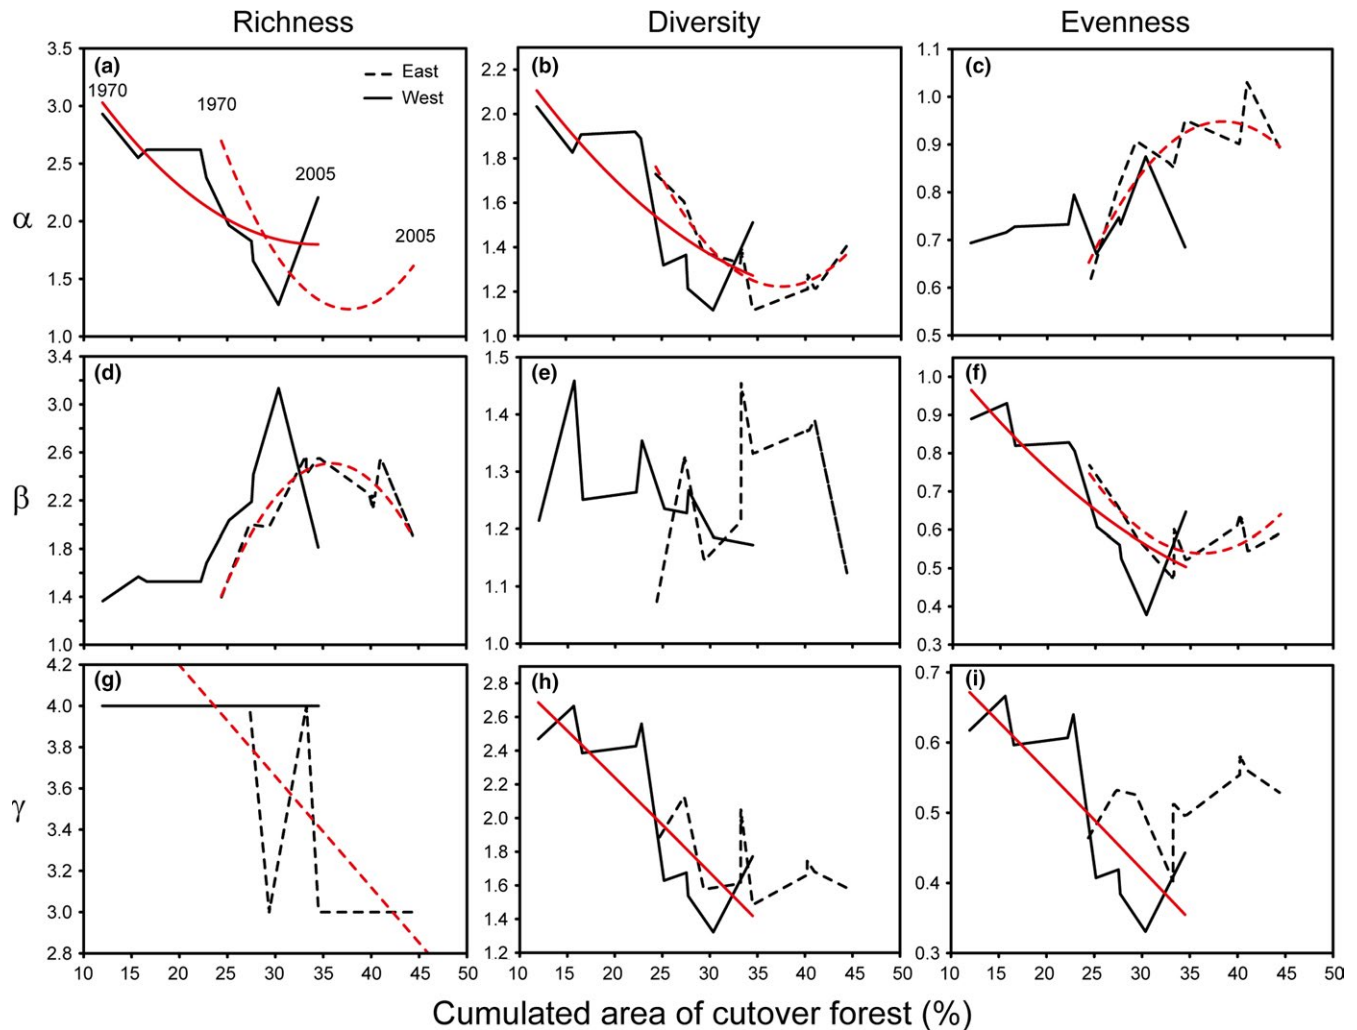 Richness Diversity Evenness
(a) 1970 1970 2005 2005
East
West
3.5 3.0 2.5 2.0 1.5 1.0
α
(b)
2.2 2.0 1.8 1.6 1.4 1.2 1.0
(c)
1.1 1.0 0.9 0.8 0.7 0.6 0.5
(d)
3.4 3.0 2.6 2.2 1.8 1.4 1.0
β
(e)
1.5 1.4 1.3 1.2 1.1 1.0
(f)
1.0 0.9 0.8 0.7 0.6 0.5 0.4 0.3
(g)
4.2 4.0 3.8 3.6 3.4 3.2 3.0 2.8
γ
(h)
2.8 2.6 2.4 2.2 2.0 1.8 1.6 1.4 1.2
(i)
0.7 0.6 0.5 0.4 0.3
10 15 20 25 30 35 40 45 50 10 15 20 25 30 35 40 45 50 10 15 20 25 30 35 40 45 50
Cumulated area of cutover forest (%)